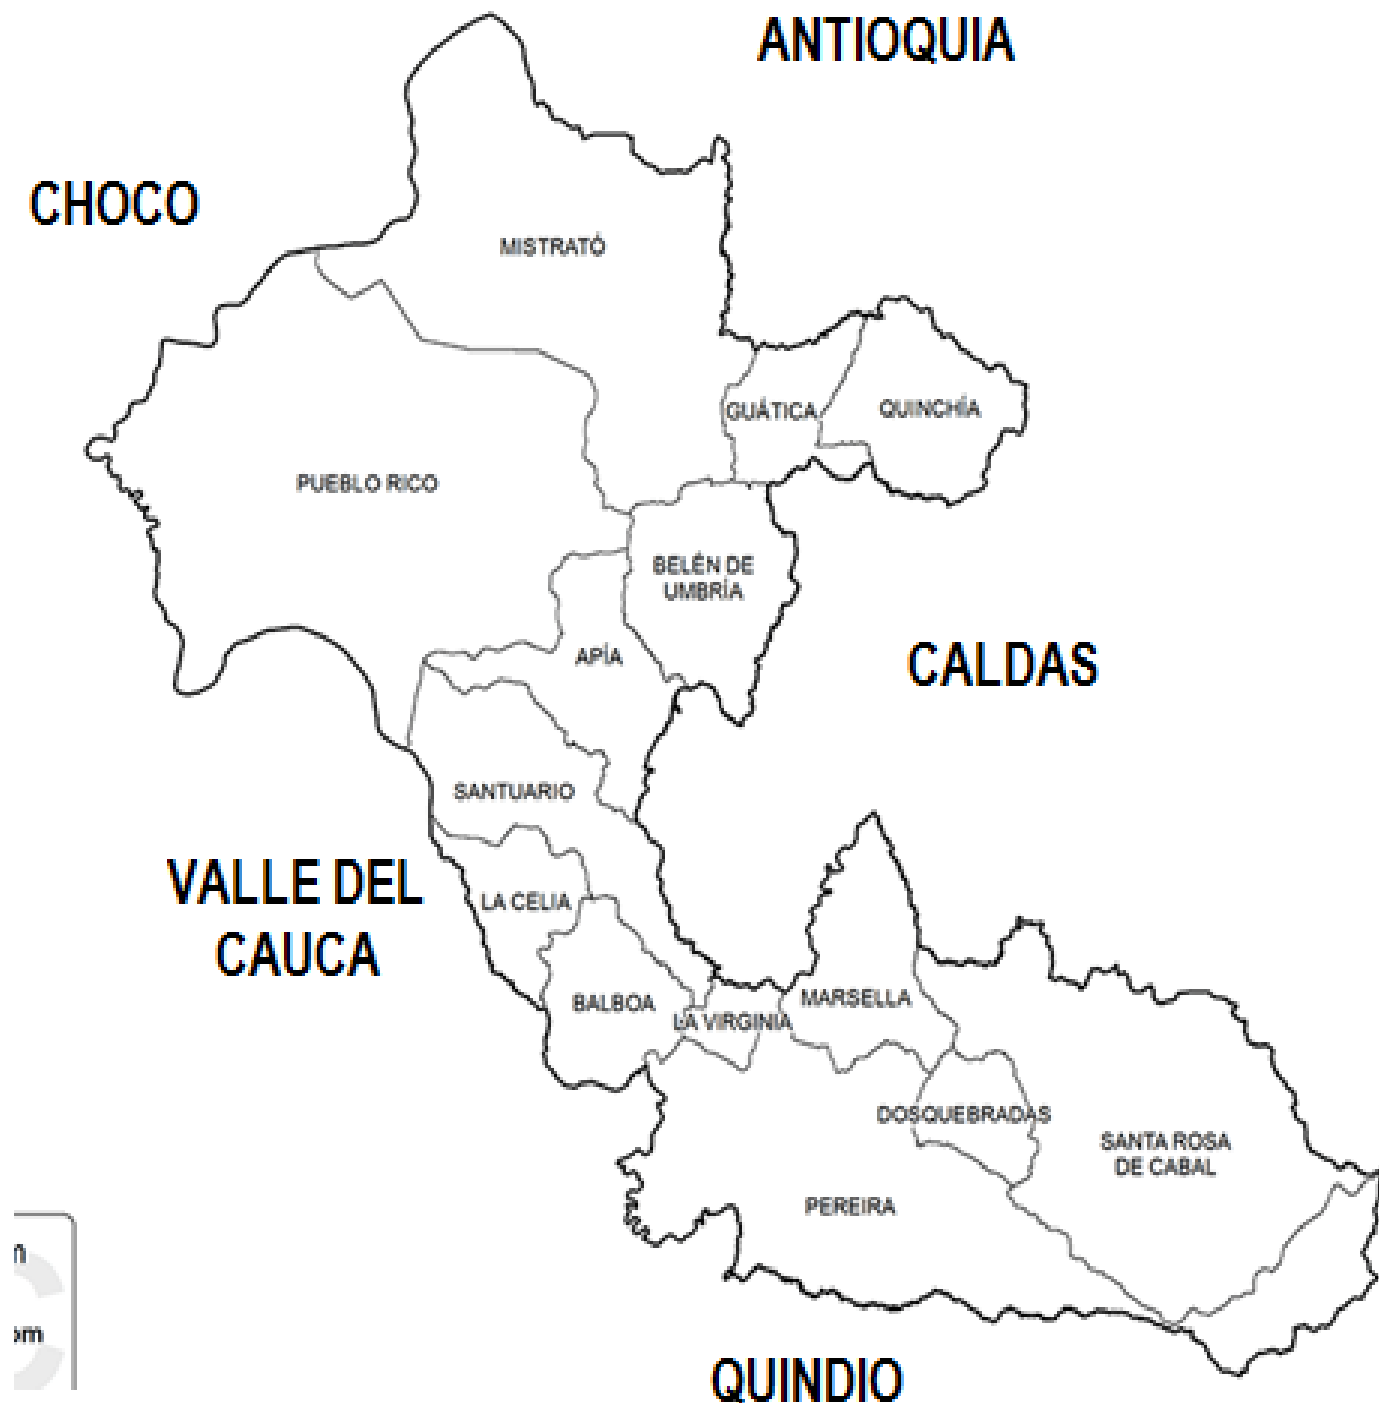 ANTIOQUIA
CHOCO
MISTRATÓ
GUÁTICA
QUINCHÍA
PUEBLO RICO
BELÉN DE
UMBRÍA
APÍA
CALDAS
SANTUARIO
VALLE DEL
CAUCA
LA CELIA
BALBOA
LA VIRGINIA
MARSELLA
DOSQUEBRADAS
SANTA ROSA
DE CABAL
PEREIRA
QUINDIO